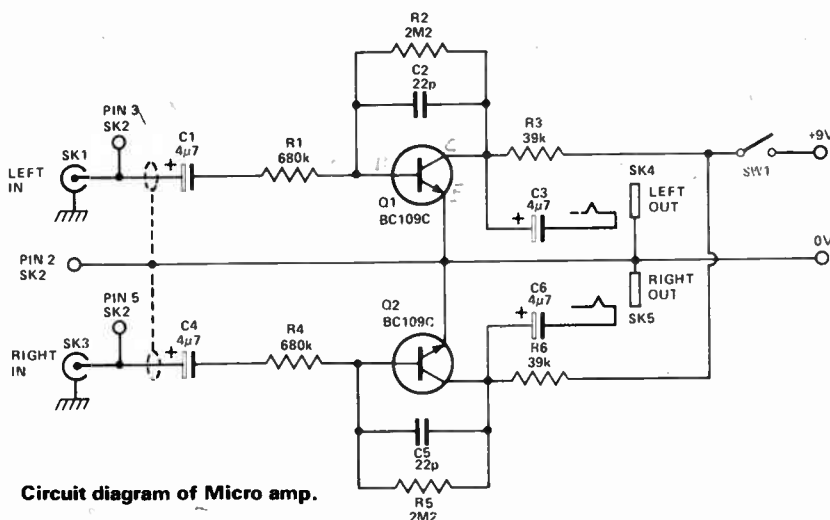 R2
2M2
C2
22p
PIN 3
SK2
C1
4μ7
+
R1
680k
R3
39k
+9V
SK1
LEFT
IN
B
C
E
Q1
BC109C
SW1
SK4
LEFT
OUT
C3
4μ7
+
0V
PIN 2
SK2
RIGHT
OUT
SK5
PIN 5
SK2
C4
4μ7
+
R4
680k
Q2
BC109C
C6
4μ7
+
R6
39k
SK3
RIGHT
IN
C5
22p
R5
2M2
Circuit diagram of Micro amp.